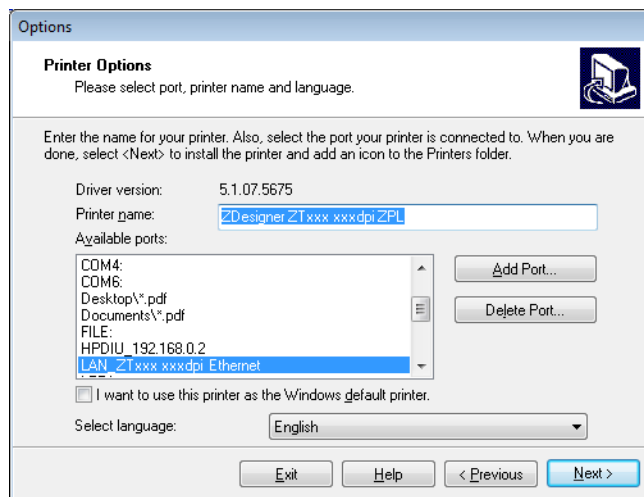 Options
Printer Options
Please select port, printer name and language.
Enter the name for your printer. Also, select the port your printer is connected to. When you are
done, select <Next> to install the printer and add an icon to the Printers folder.
Driver version: 5.1.07.5675
Printer name: ZDesigner ZTxxx xxxdpi ZPL
Available ports:
COM4:
COM6:
Desktop\*.pdf
Documents\*.pdf
FILE:
HPDIU_192.168.0.2
LAN_ZTxxx xxxdpi Ethernet
Add Port...
Delete Port...
I want to use this printer as the Windows default printer.
Select language: English
Exit Help < Previous Next >